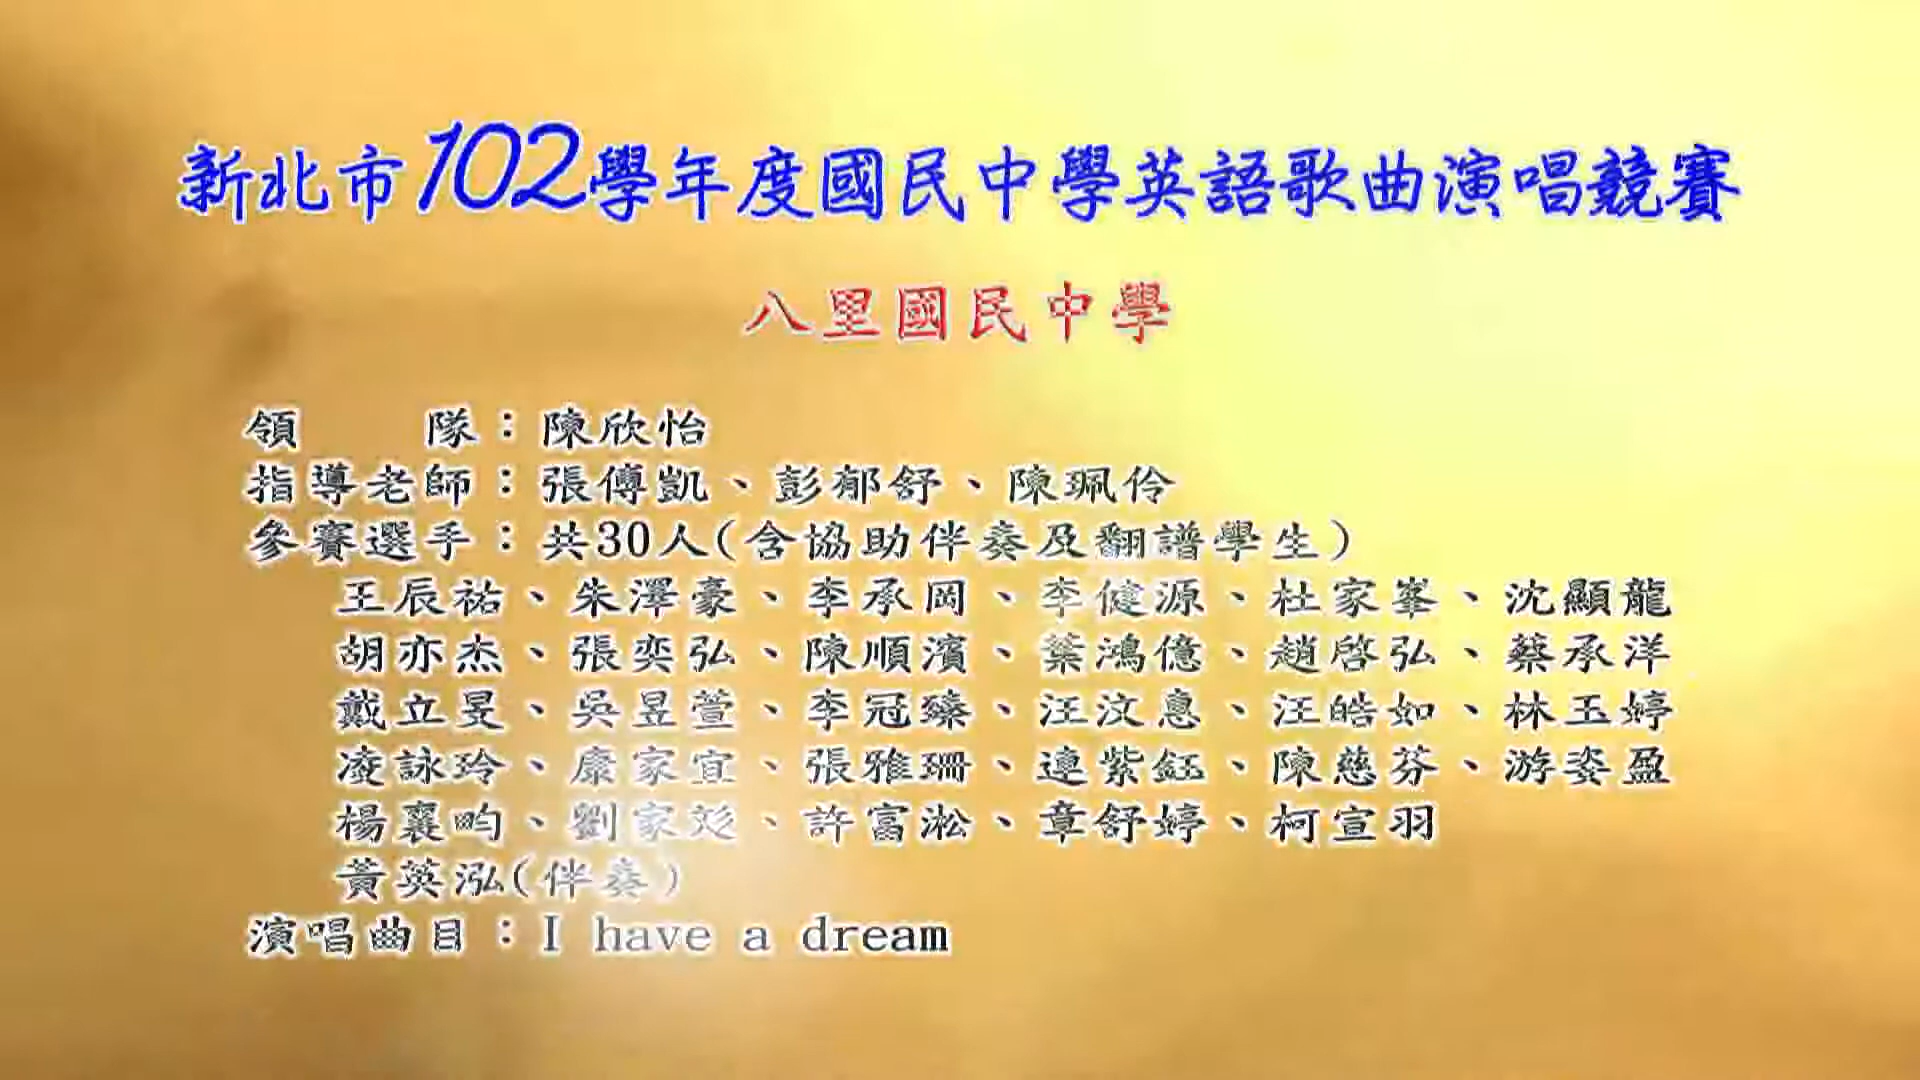 新北市102學年度國民中學英語歌曲演唱競賽
八里國民中學
領　　隊：陳欣怡
指導老師：張傅凱、彭郁舒、陳珮伶
參賽選手：共30人(含協助伴奏及翻譜學生)
王辰祐、朱澤豪、李承岡、李健源、杜家峯、沈顯龍
胡亦杰、張奕弘、陳順濱、葉鴻億、趙啓弘、蔡承洋
戴立旻、吳昱萱、李冠臻、汪汶憓、汪皓如、林玉婷
凌詠玲、康家宜、張雅珊、連紫鈺、陳慈芬、游姿盈
楊襄昀、劉家彣、許富淞、章舒婷、柯宣羽
黃英泓(伴奏)
演唱曲目：I have a dream